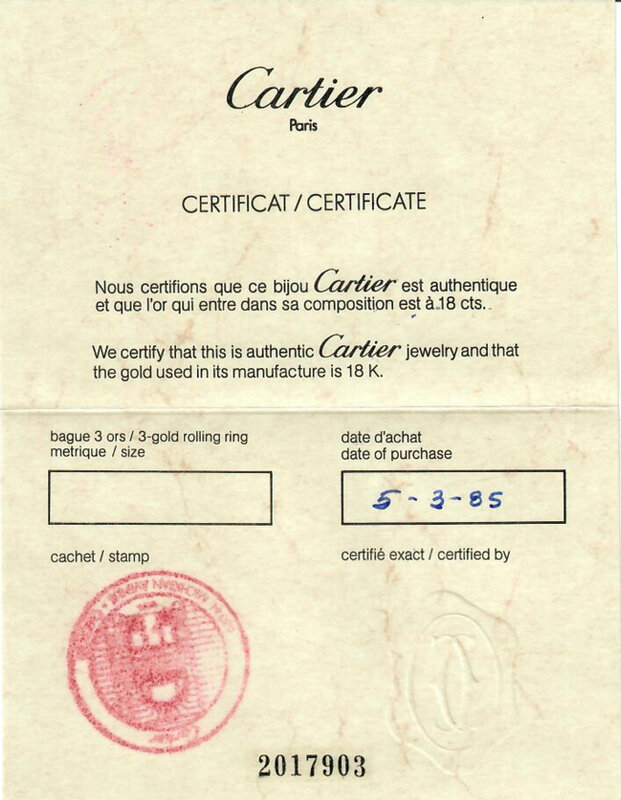 Cartier
Paris
CERTIFICAT / CERTIFICATE
Nous certifions que ce bijou Cartier est authentique
et que l'or qui entre dans sa composition est à 18 cts.
We certify that this is authentic Cartier jewelry and that
the gold used in its manufacture is 18 K.
bague 3 ors / 3-gold rolling ring
metrique / size
date d'achat
date of purchase
5-3-85
cachet / stamp
certifié exact / certified by
2017903